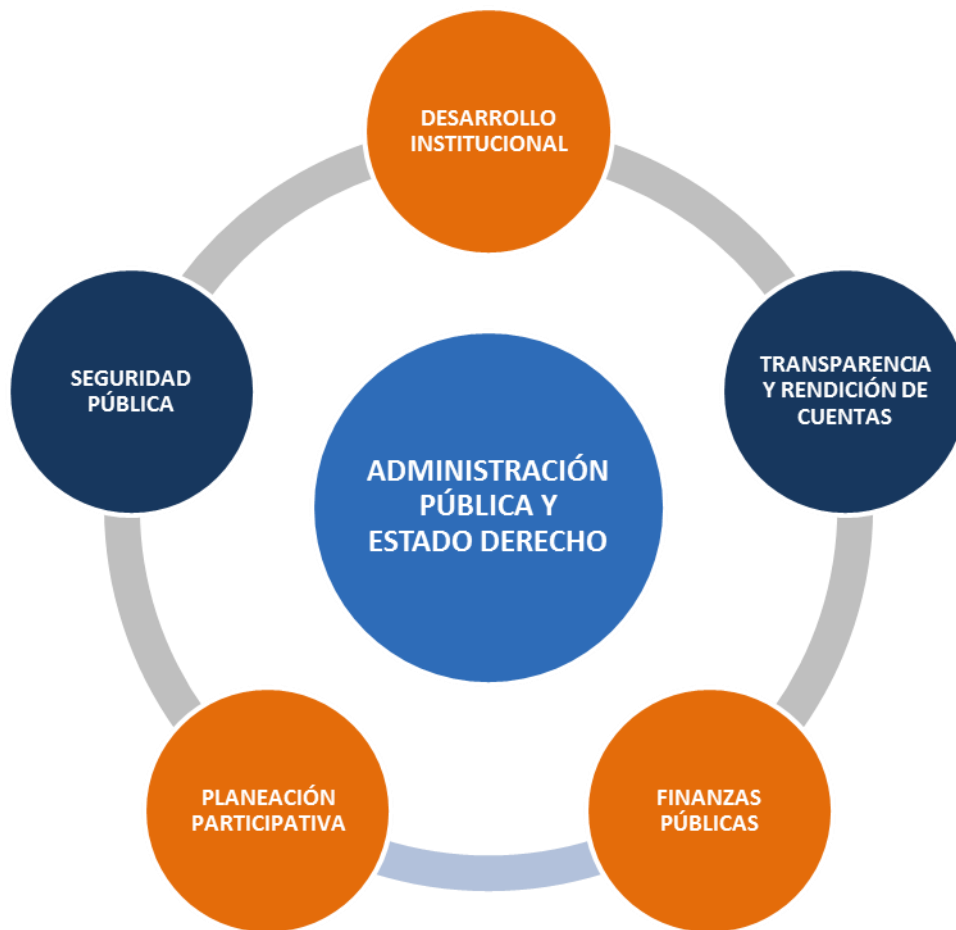 DESARROLLO
INSTITUCIONAL
SEGURIDAD
PÚBLICA
TRANSPARENCIA
Y RENDICIÓN DE
CUENTAS
ADMINISTRACIÓN
PÚBLICA Y
ESTADO DERECHO
PLANEACIÓN
PARTICIPATIVA
FINANZAS
PÚBLICAS